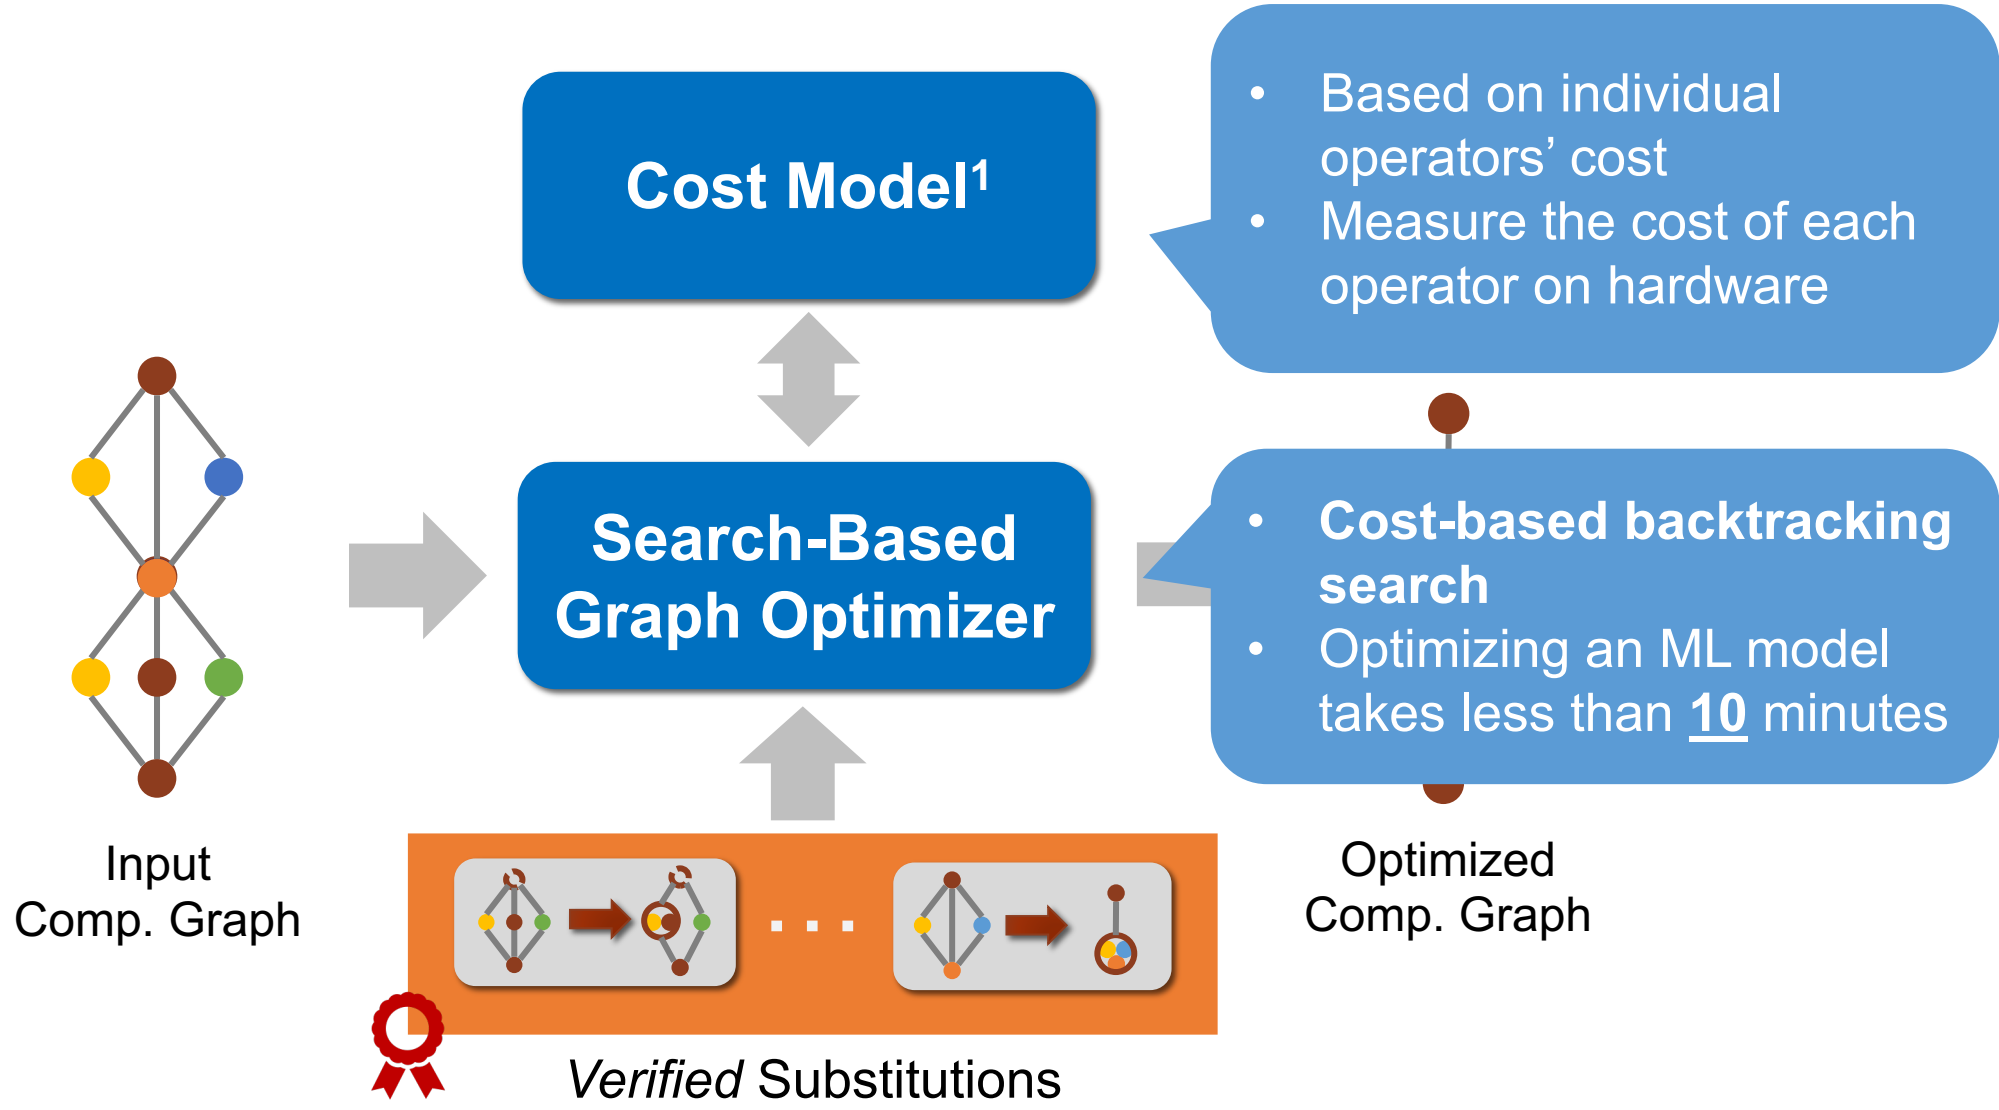 Cost Model¹
• Based on individual
operators’ cost
• Measure the cost of each
operator on hardware
Search-Based
Graph Optimizer
• Cost-based backtracking
search
• Optimizing an ML model
takes less than 10 minutes
Input
Comp. Graph
. . .
Optimized
Comp. Graph
Verified Substitutions